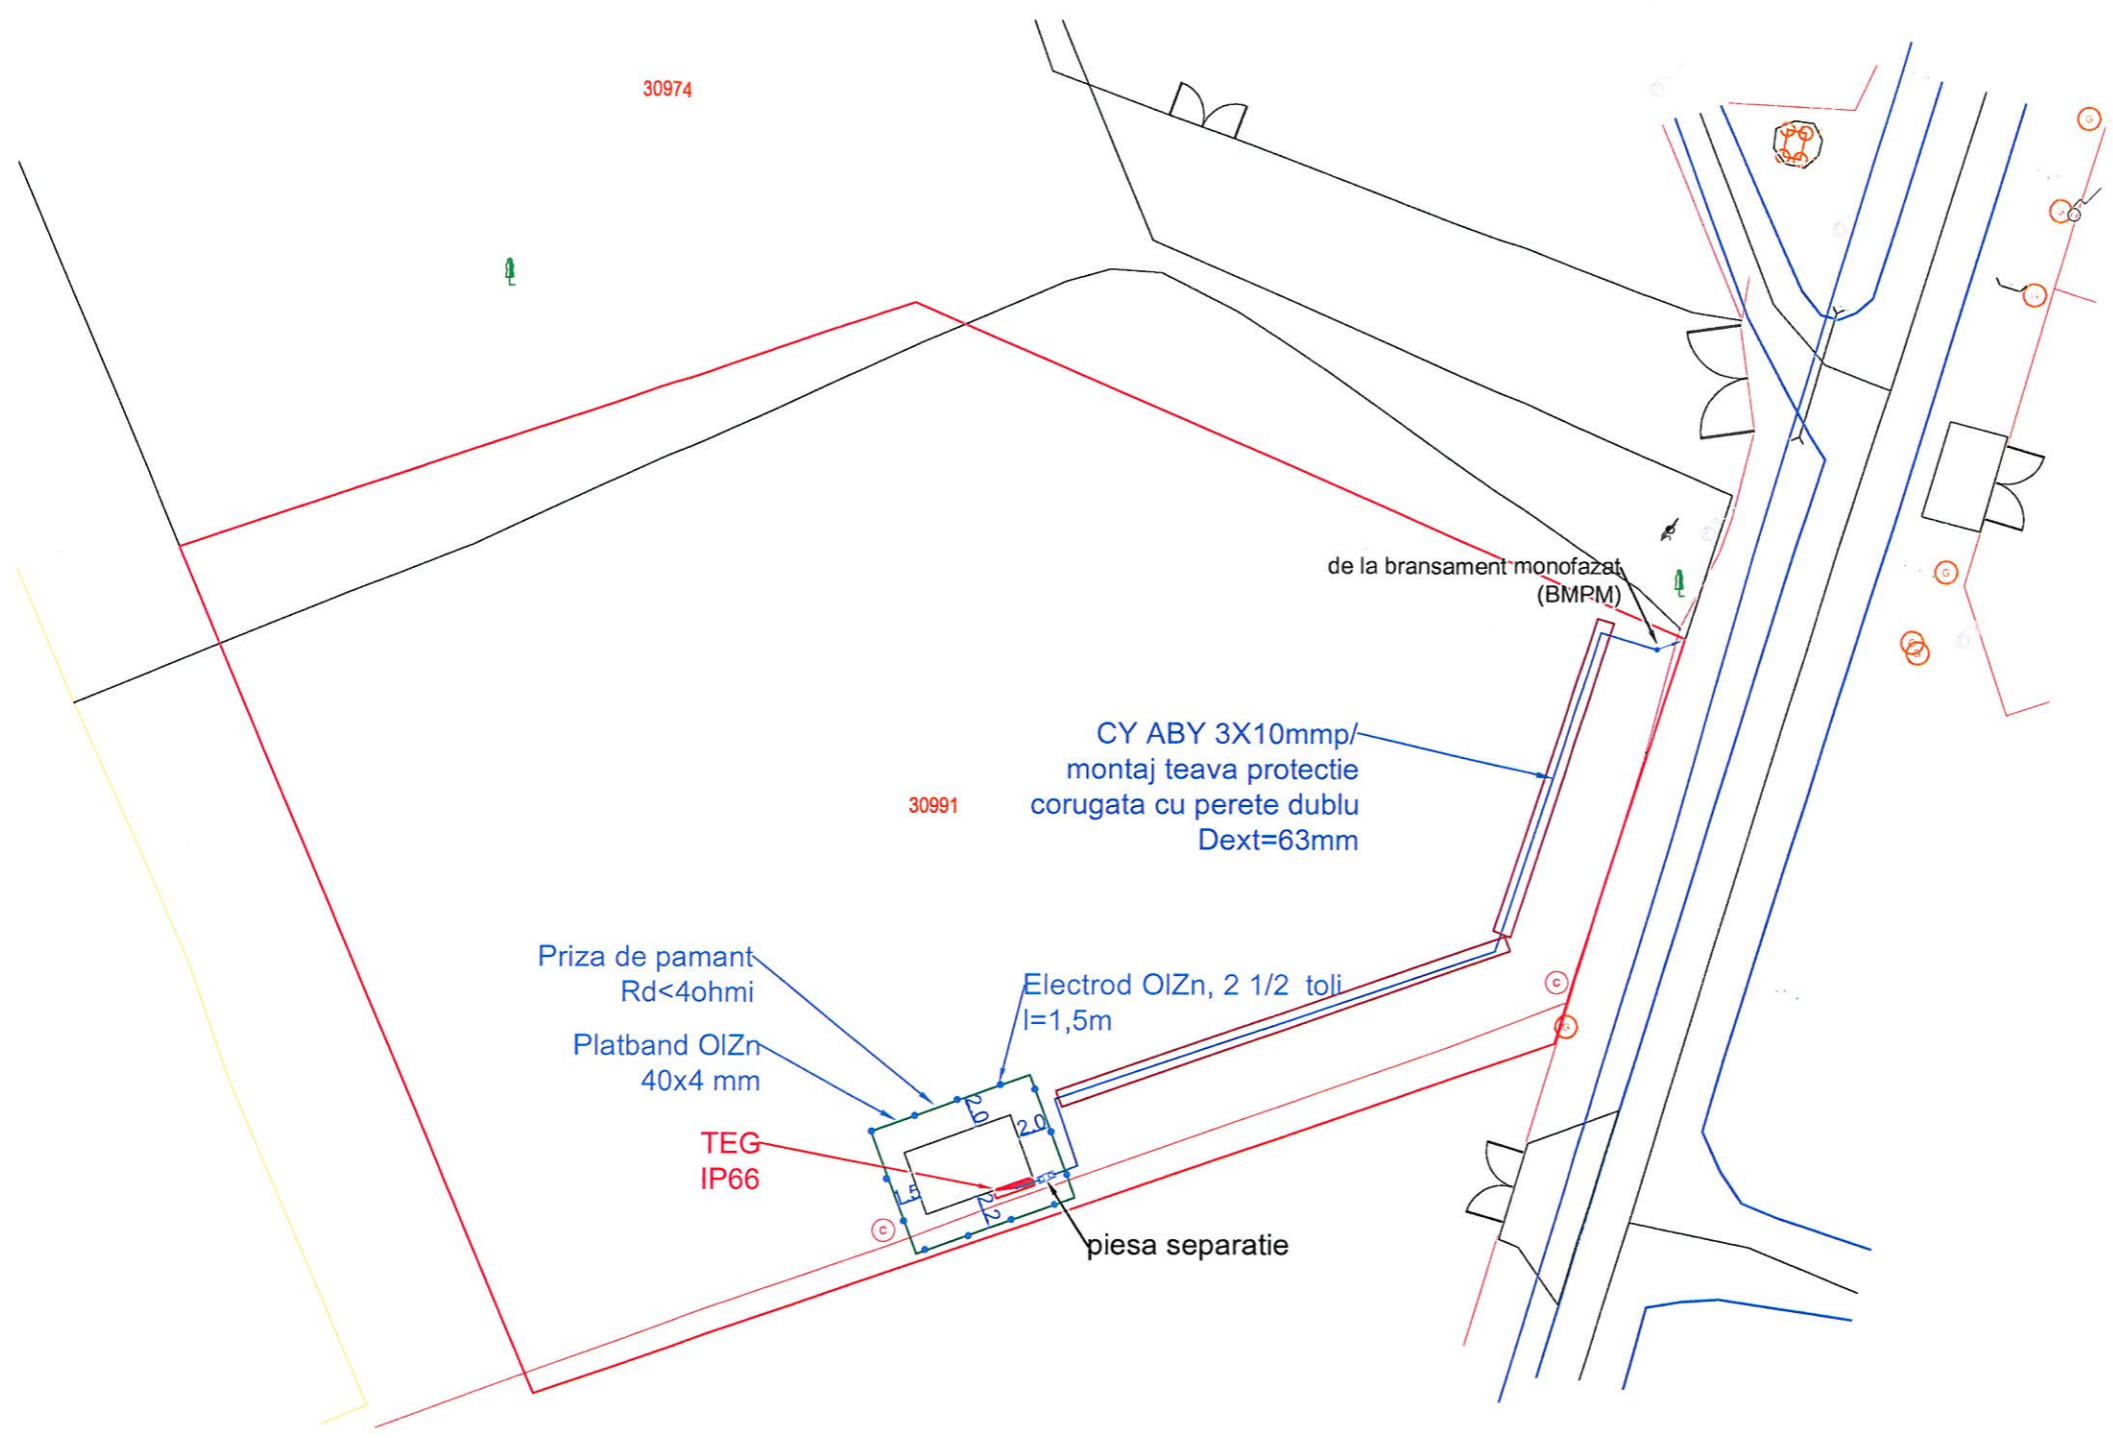 30974
de la bransament monofazat
(BMPM)
CY ABY 3X10mmp/
montaj teava protectie
corugata cu perete dublu
Dext=63mm
30991
Priza de pamant
Rd<4ohmi
Electrod OlZn, 2 1/2 toli
l=1,5m
Platband OlZn
40x4 mm
2.0
2.0
TEG
IP66
1.5
2.2
piesa separatie
C
C
G
G
G
G
G